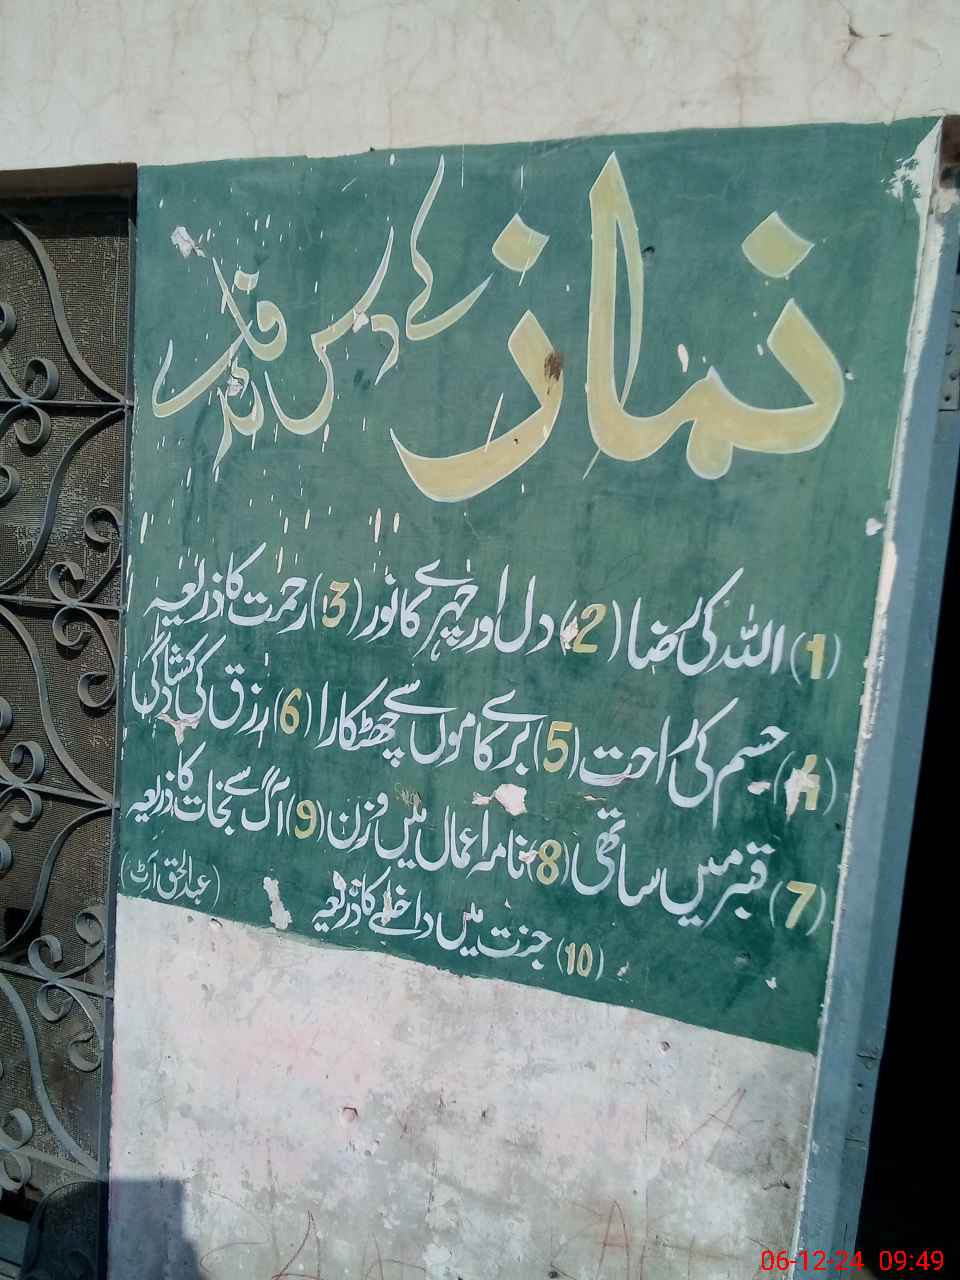 نماز کے دس فائدے
(1) اللہ کی رضا (2) دل اور چہرے کا نور (3) رحمت کا ذریعہ
(4) جسم کی راحت (5) برے کاموں سے چھٹکارا (6) رزق کی کشادگی
(7) قبر میں ساتھی (8) نامہ اعمال میں وزن (9) آگ سے نجات کا ذریعہ
(10) جنت میں داخلے کا ذریعہ
(عبدالحق آرٹ)
06-12-24 09:49